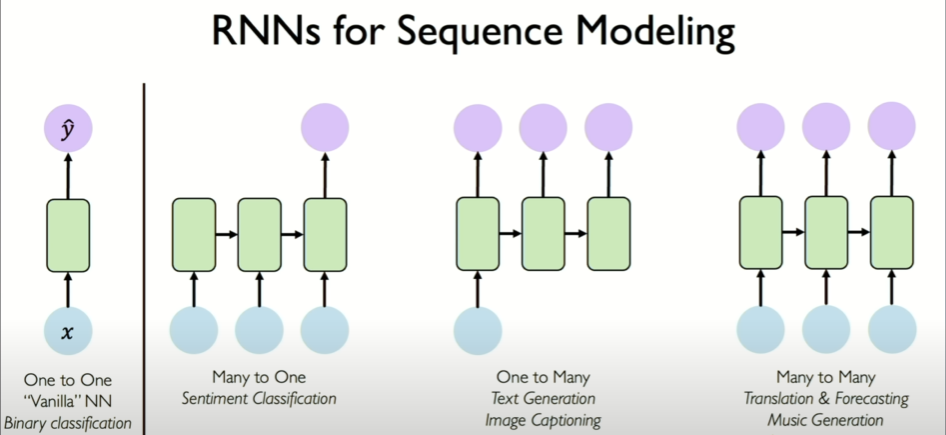 RNNs for Sequence Modeling
ŷ
x
One to One
"Vanilla" NN
Binary classification
Many to One
Sentiment Classification
One to Many
Text Generation
Image Captioning
Many to Many
Translation & Forecasting
Music Generation